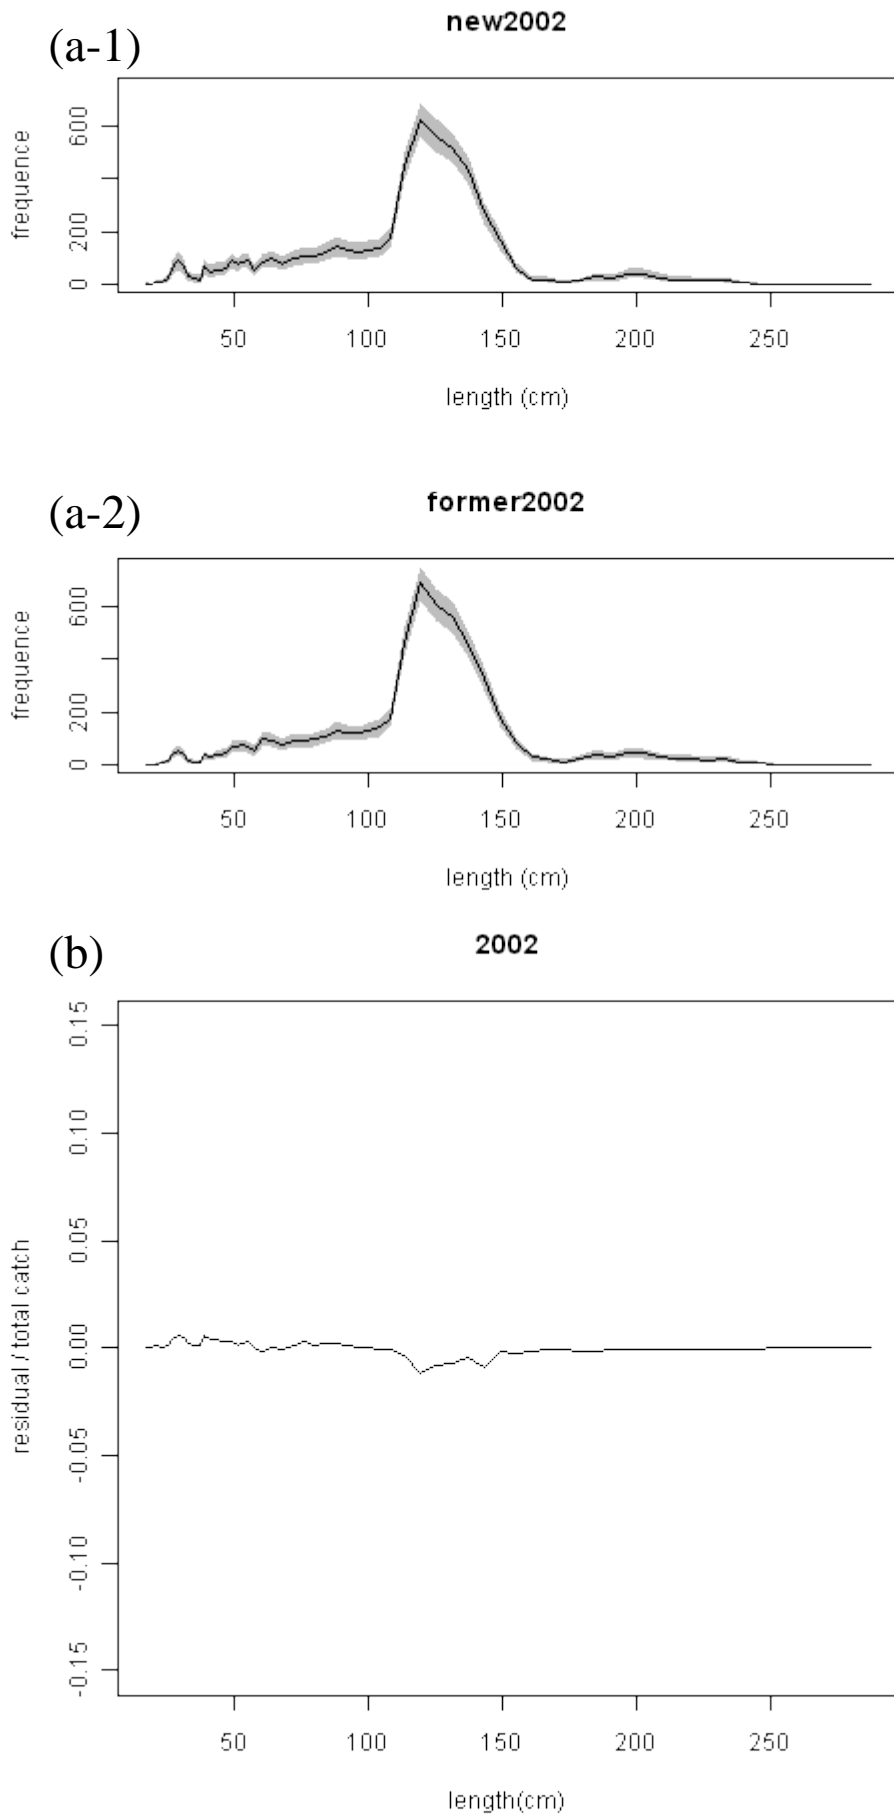 (a-1)
new2002
frequence
600
200
0
50 100 150 200 250
length (cm)
(a-2)
former2002
frequence
600
200
0
50 100 150 200 250
length (cm)
(b)
2002
residual / total catch
0.15
0.10
0.05
0.00
-0.05
-0.10
-0.15
50 100 150 200 250
length(cm)